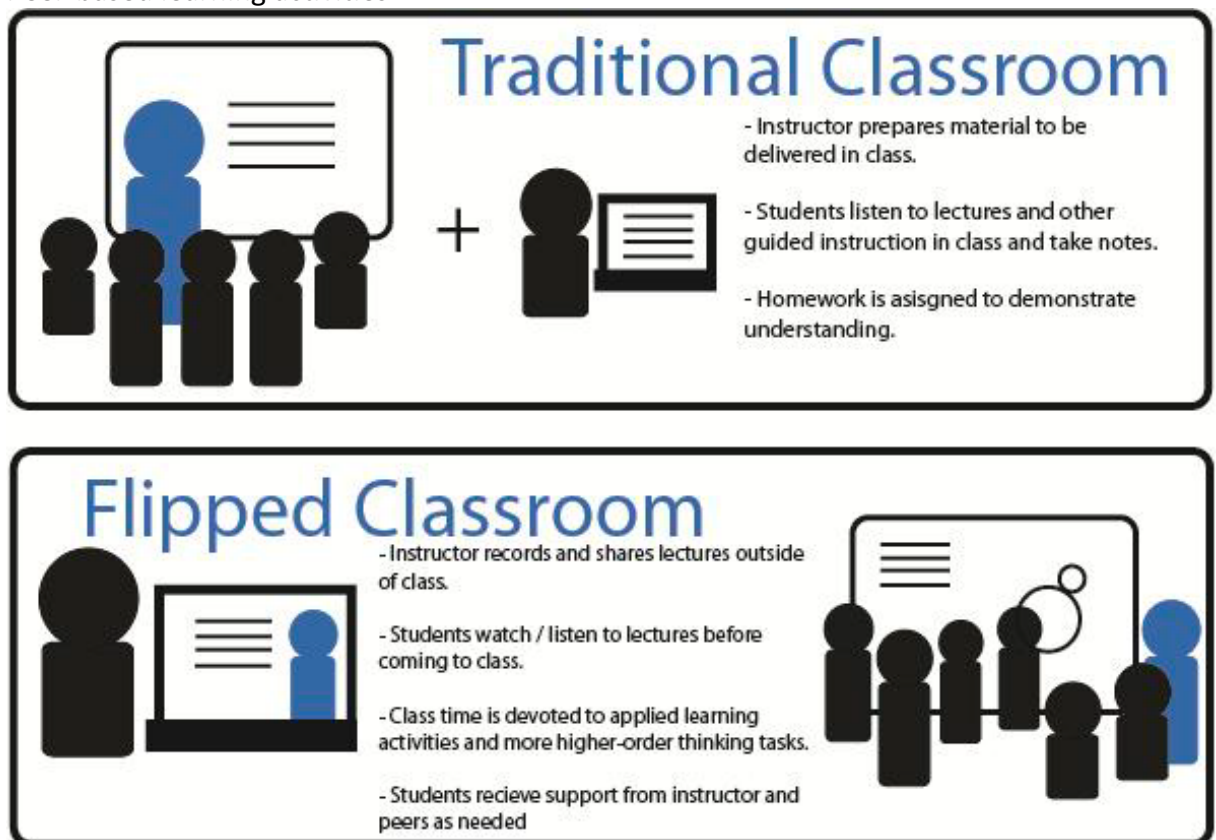 Traditional Classroom
- Instructor prepares material to be
delivered in class.
- Students listen to lectures and other
guided instruction in class and take notes.
- Homework is asisgned to demonstrate
understanding.
Flipped Classroom
- Instructor records and shares lectures outside
of class.
- Students watch / listen to lectures before
coming to class.
- Class time is devoted to applied learning
activities and more higher-order thinking tasks.
- Students recieve support from instructor and
peers as needed